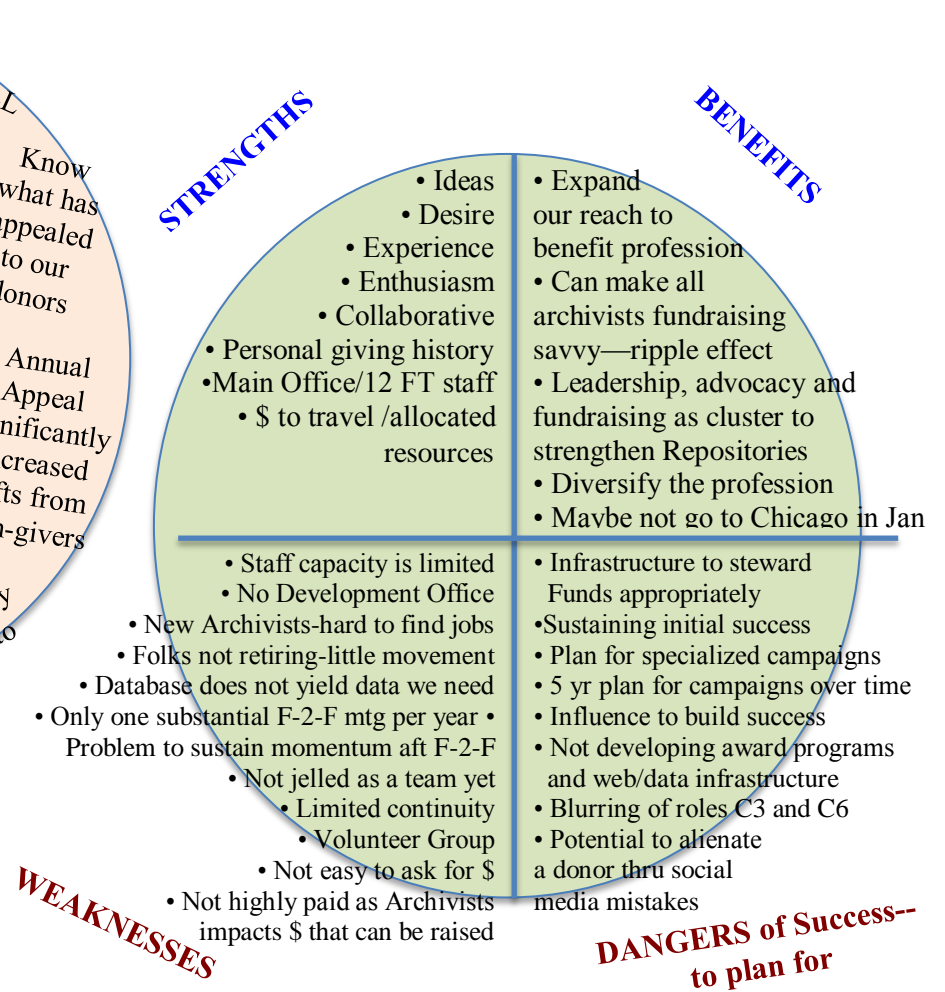 L
Know
what has
appealed
to our
donors
Annual
Appeal
creased
from
-givers
to
STRENGTHS
• Ideas
• Desire
• Experience
• Enthusiasm
• Collaborative
• Personal giving history
•Main Office/12 FT staff
• $ to travel /allocated
resources
BENEFITS
• Expand
our reach to
benefit profession
• Can make all
archivists fundraising
savvy—ripple effect
• Leadership, advocacy and
fundraising as cluster to
strengthen Repositories
• Diversify the profession
• Maybe not go to Chicago in Jan
• Staff capacity is limited
• No Development Office
• New Archivists-hard to find jobs
• Folks not retiring-little movement
• Database does not yield data we need
• Only one substantial F-2-F mtg per year •
Problem to sustain momentum aft F-2-F
• Not jelled as a team yet
• Limited continuity
• Volunteer Group
• Not easy to ask for $
• Not highly paid as Archivists
impacts $ that can be raised
WEAKNESSES
• Infrastructure to steward
Funds appropriately
•Sustaining initial success
• Plan for specialized campaigns
• 5 yr plan for campaigns over time
• Influence to build success
• Not developing award programs
and web/data infrastructure
• Blurring of roles C3 and C6
• Potential to alienate
a donor thru social
media mistakes
DANGERS of Success--
to plan for